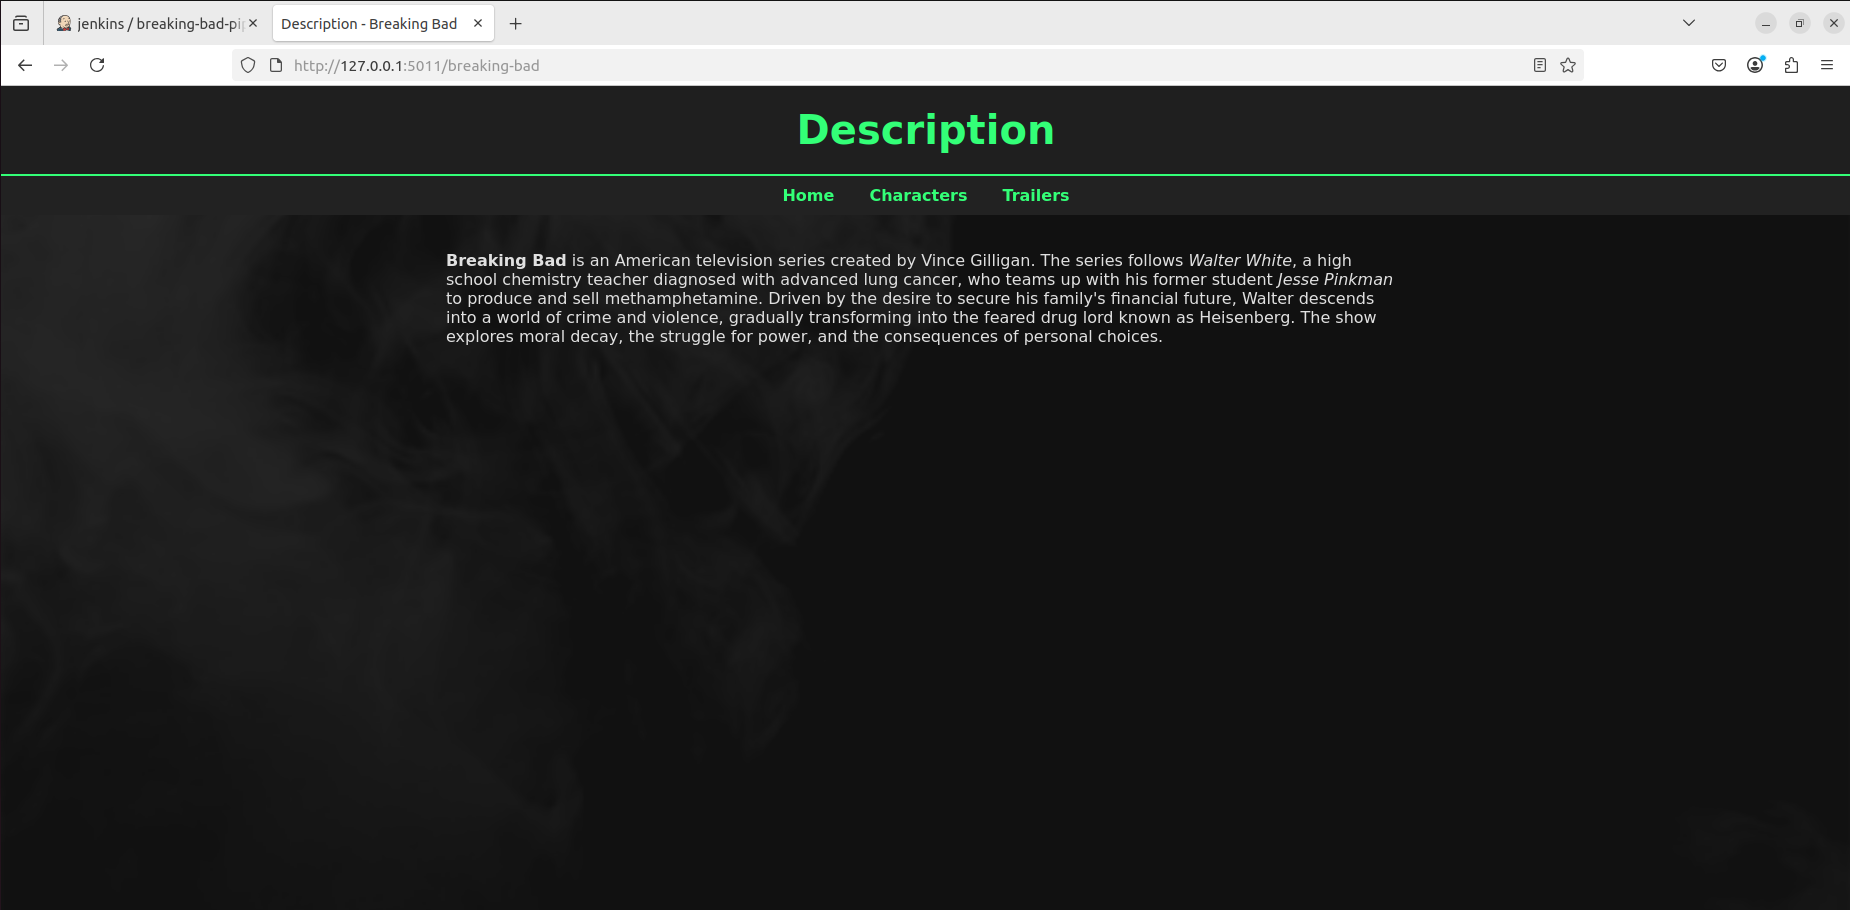 jenkins / breaking-bad-pi
Description - Breaking Bad
http://127.0.0.1:5011/breaking-bad
Description
Home Characters Trailers
Breaking Bad is an American television series created by Vince Gilligan. The series follows Walter White, a high
school chemistry teacher diagnosed with advanced lung cancer, who teams up with his former student Jesse Pinkman
to produce and sell methamphetamine. Driven by the desire to secure his family's financial future, Walter descends
into a world of crime and violence, gradually transforming into the feared drug lord known as Heisenberg. The show
explores moral decay, the struggle for power, and the consequences of personal choices.